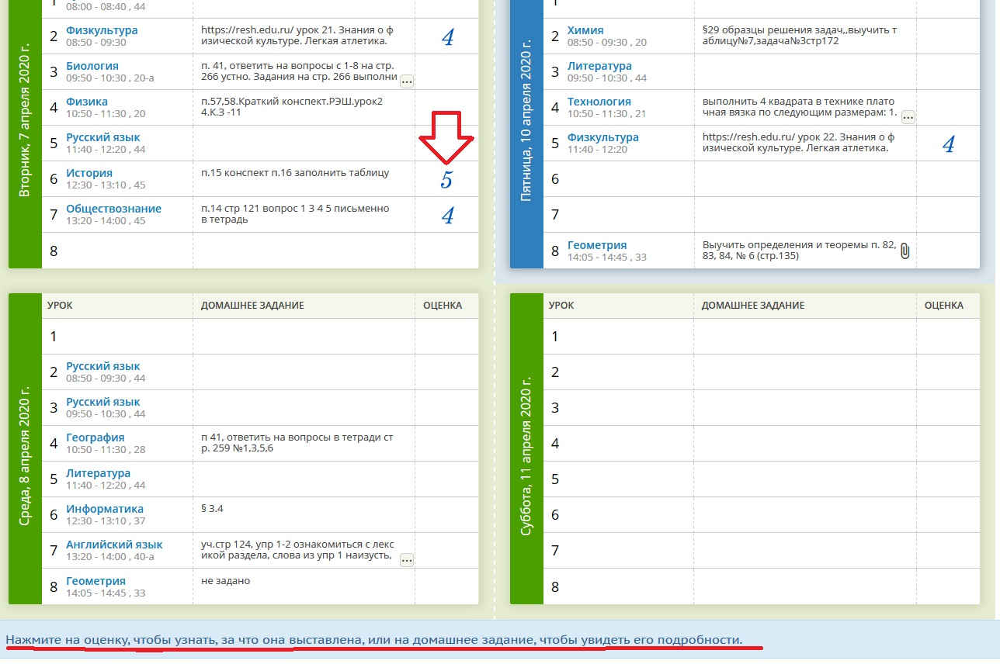 Вторник, 7 апреля 2020 г.
1
08:00 - 08:40 , 44
2 Физкультура https://resh.edu.ru/ урок 21. Знания о ф 4
08:50 - 09:30 изической культуре. Легкая атлетика.
3 Биология п. 41, ответить на вопросы с 1-8 на стр.
09:50 - 10:30 , 20-а 266 устно. Задания на стр. 266 выполни ...
4 Физика п.57,58.Краткий конспект.РЭШ.урок2
10:50 - 11:30 , 20 4.К.З -11
5 Русский язык
11:40 - 12:20 , 44
6 История п.15 конспект п.16 заполнить таблицу 5
12:30 - 13:10 , 45
7 Обществознание п.14 стр 121 вопрос 1 3 4 5 письменно 4
13:20 - 14:00 , 45 в тетрадь
8
Среда, 8 апреля 2020 г.
УРОК ДОМАШНЕЕ ЗАДАНИЕ ОЦЕНКА
1
2 Русский язык
08:50 - 09:30 , 44
3 Русский язык
09:50 - 10:30 , 44
4 География п 41, ответить на вопросы в тетради ст
10:50 - 11:30 , 28 р. 259 №1,3,5,6
5 Литература
11:40 - 12:20 , 44
6 Информатика § 3.4
12:30 - 13:10 , 37
7 Английский язык уч.стр 124, упр 1-2 ознакомиться с лекс
13:20 - 14:00 , 40-а икой раздела, слова из упр 1 наизусть, ...
8 Геометрия не задано
14:05 - 14:45 , 33
Пятница, 10 апреля 2020 г.
1
2 Химия §29 образцы решения задач,,выучить т
08:50 - 09:30 , 20 аблицу№7,задача№3стр172
3 Литература
09:50 - 10:30 , 44
4 Технология выполнить 4 квадрата в технике плато
10:50 - 11:30 , 21 чная вязка по следующим размерам: 1. ...
5 Физкультура https://resh.edu.ru/ урок 22. Знания о ф 4
11:40 - 12:20 изической культуре. Легкая атлетика.
6
7
8 Геометрия Выучить определения и теоремы п. 82,
14:05 - 14:45 , 33 83, 84, № 6 (стр.135)
Суббота, 11 апреля 2020 г.
УРОК ДОМАШНЕЕ ЗАДАНИЕ ОЦЕНКА
1
2
3
4
5
6
7
8
Нажмите на оценку, чтобы узнать, за что она выставлена, или на домашнее задание, чтобы увидеть его подробности.